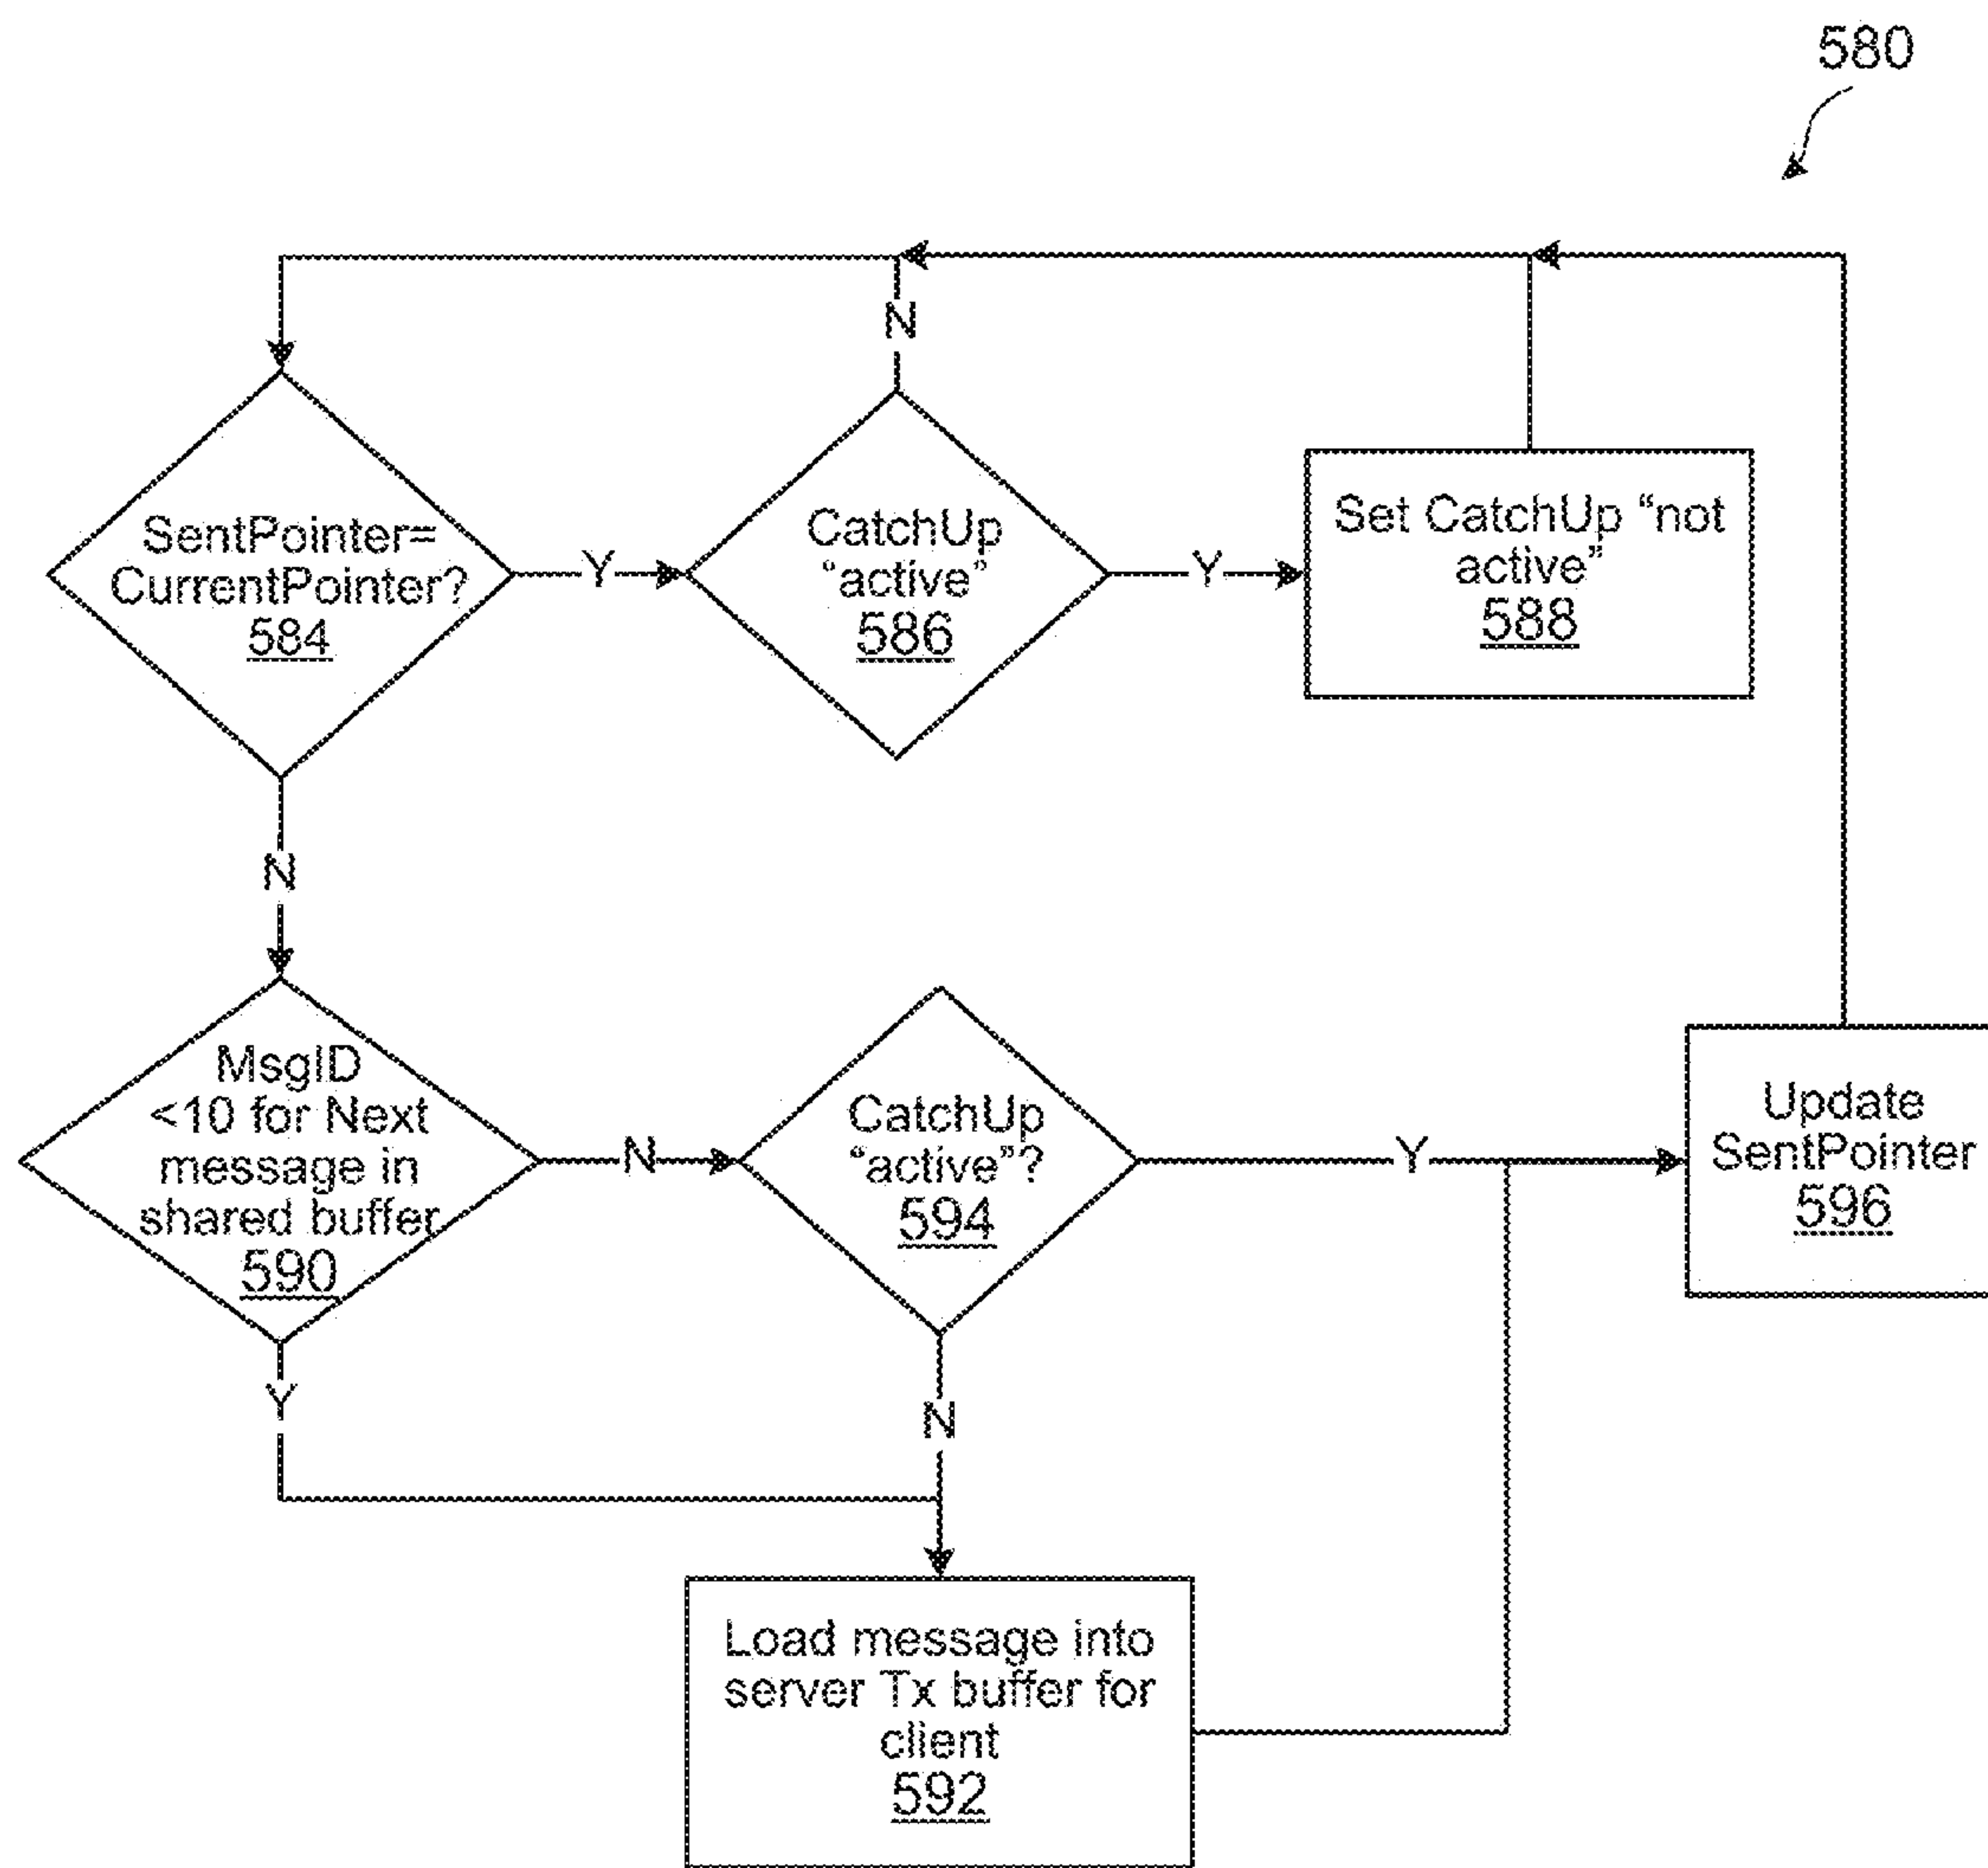 580
N
SentPointer=
CurrentPointer?
584
Y
CatchUp
“active”
586
Y
Set CatchUp “not
active”
588
N
MsgID
<10 for Next
message in
shared buffer
590
N
CatchUp
“active”?
594
Y
Update
SentPointer
596
Y
N
Load message into
server Tx buffer for
client
592